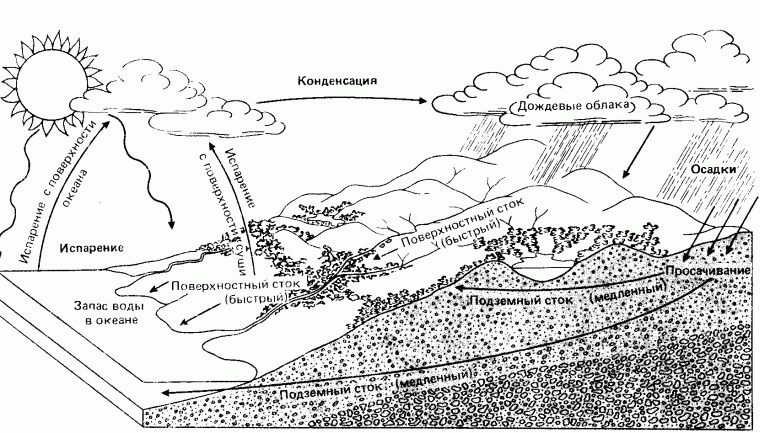 Конденсация
Дождевые облака
Осадки
Испарение с поверхности
океана
Испарение
с поверхности суши
Испарение
Поверхностный сток
(быстрый)
Поверхностный сток
(быстрый)
Запас воды
в океане
Просачивание
Подземный сток (медленный)
Подземный сток (медленный)